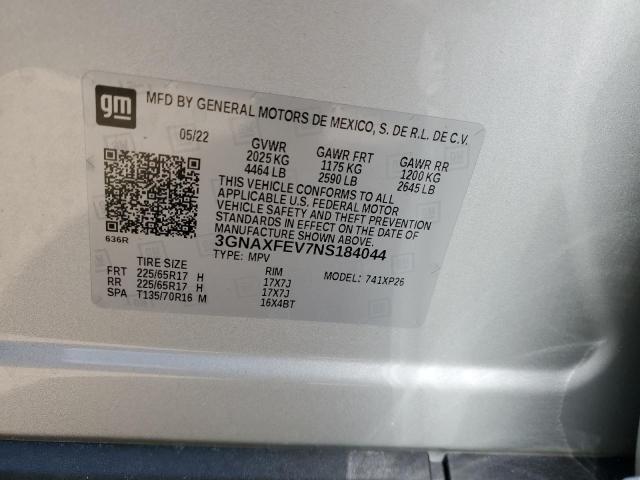 gm MFD BY GENERAL MOTORS DE MEXICO, S. DE R.L. DE C.V.
05/22 GVWR GAWR FRT GAWR RR
2025 KG 1175 KG 1200 KG
4464 LB 2590 LB 2645 LB
THIS VEHICLE CONFORMS TO ALL
APPLICABLE U.S. FEDERAL MOTOR
VEHICLE SAFETY AND THEFT PREVENTION
STANDARDS IN EFFECT ON THE DATE OF
MANUFACTURE SHOWN ABOVE.
636R 3GNAXFEV7NS184044
TYPE: MPV
TIRE SIZE RIM MODEL: 741XP26
FRT 225/65R17 H 17X7J
RR 225/65R17 H 17X7J
SPA T135/70R16 M 16X4BT